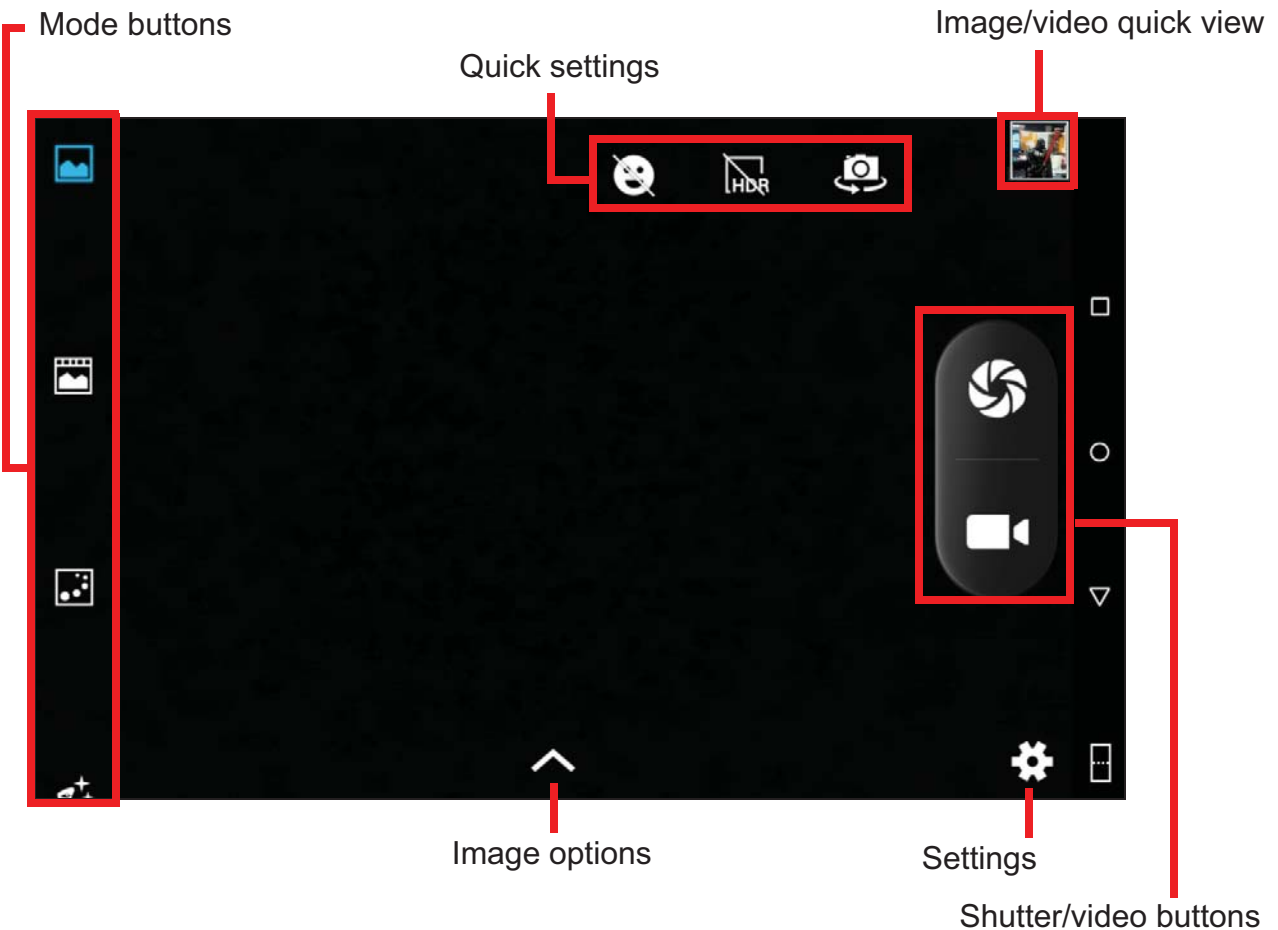 Mode buttons
Image/video quick view
Quick settings
HDR
Image options
Settings
Shutter/video buttons